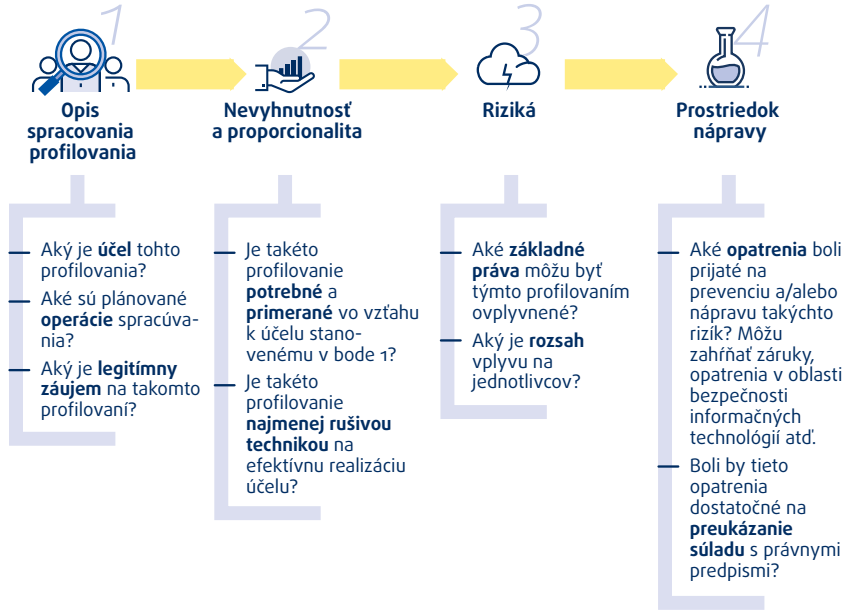 1
Opis
spracovania
profilovania
Aký je účel tohto
profilovania?
Aké sú plánované
operácie spracúva-
nia?
Aký je legitímny
záujem na takomto
profilovaní?
2
Nevyhnutnosť
a proporcionalita
Je takéto
profilovanie
potrebné a
primerané vo vzťahu
k účelu stano-
venému v bode 1?
Je takéto
profilovanie
najmenej rušivou
technikou na
efektívnu realizáciu
účelu?
3
Riziká
Aké základné
práva môžu byť
týmto profilovaním
ovplyvnené?
Aký je rozsah
vplyvu na
jednotlivcov?
4
Prostriedok
nápravy
Aké opatrenia boli
prijaté na
prevenciu a/alebo
nápravu takýchto
rizík? Môžu
zahŕňať záruky,
opatrenia v oblasti
bezpečnosti
informačných
technológií atď.
Boli by tieto
opatrenia
dostatočné na
preukázanie
súladu s právnymi
predpismi?